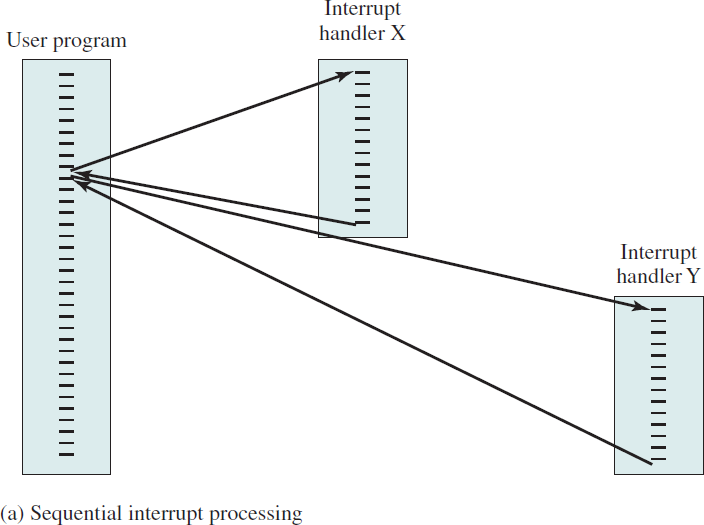 User program
Interrupt
handler X
Interrupt
handler Y
(a) Sequential interrupt processing